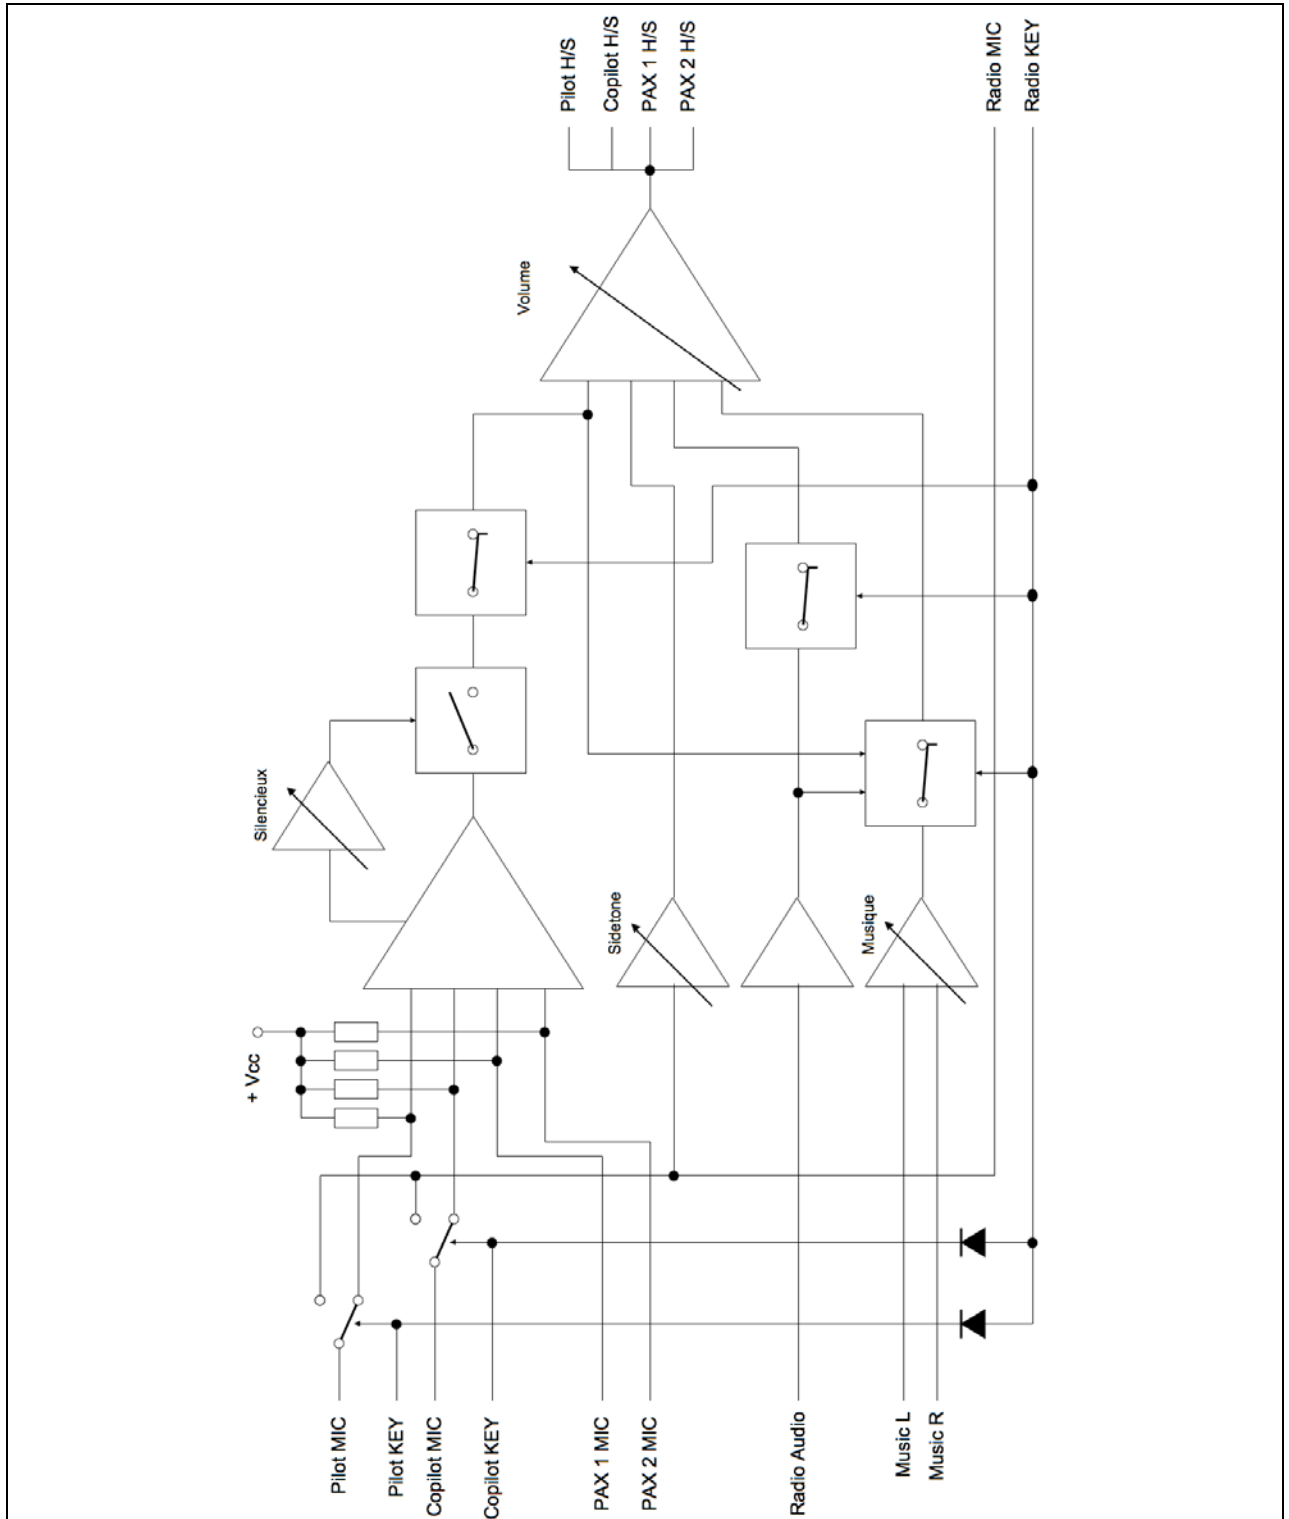 Pilot H/S
Copilot H/S
PAX 1 H/S
PAX 2 H/S
Radio MIC
Radio KEY
Volume
Silencieux
Sidetone
Musique
+ Vcc
Pilot MIC
Pilot KEY
Copilot MIC
Copilot KEY
PAX 1 MIC
PAX 2 MIC
Radio Audio
Music L
Music R